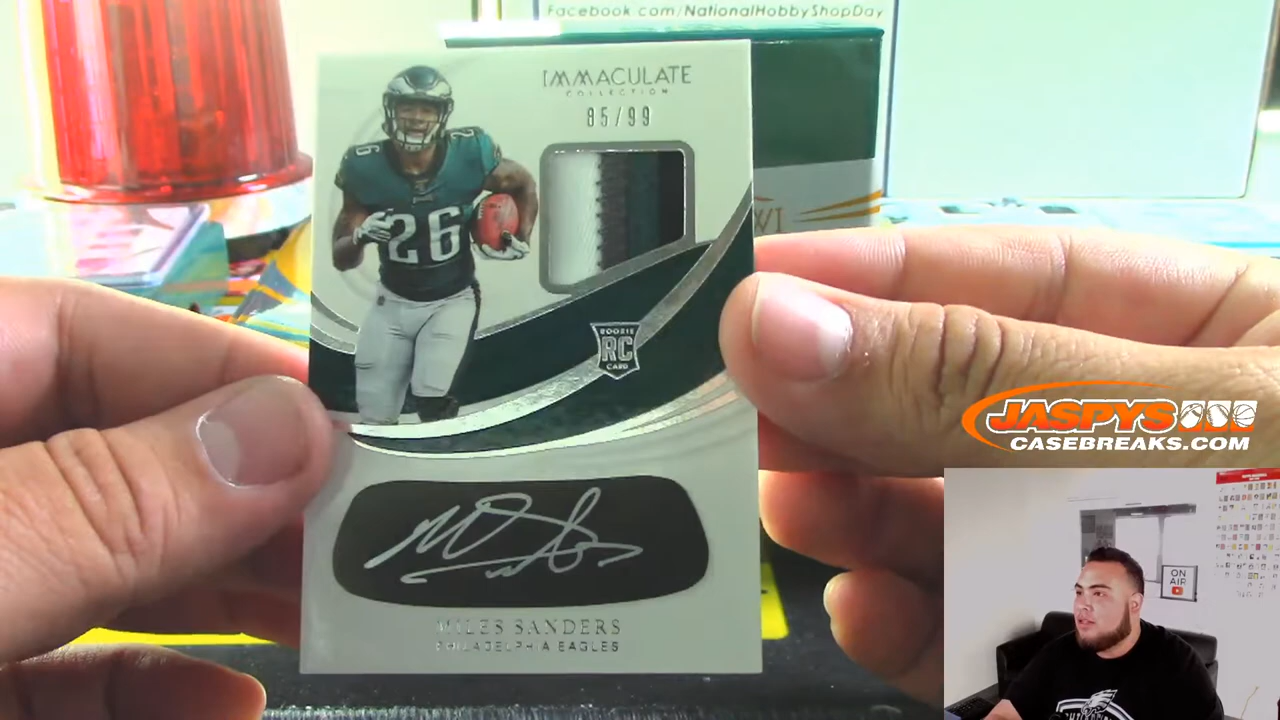 Facebook.com/NationalHobbyShopDay
IMMACULATE
COLLECTION
85/99
26
26
ROOKIE
RC
CARD
MILES SANDERS
PHILADELPHIA EAGLES
JASPYS
CASEBREAKS.COM
ON
AIR